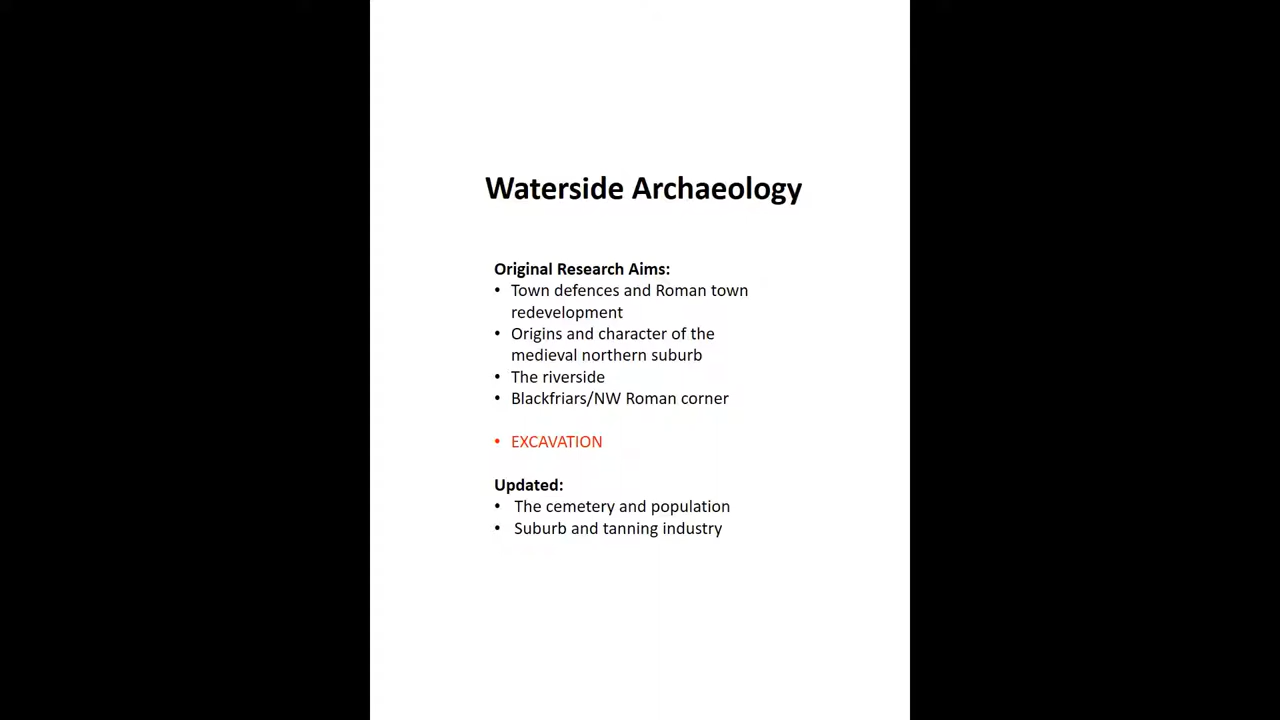 Waterside Archaeology
Original Research Aims:
• Town defences and Roman town
redevelopment
• Origins and character of the
medieval northern suburb
• The riverside
• Blackfriars/NW Roman corner
• EXCAVATION
Updated:
• The cemetery and population
• Suburb and tanning industry